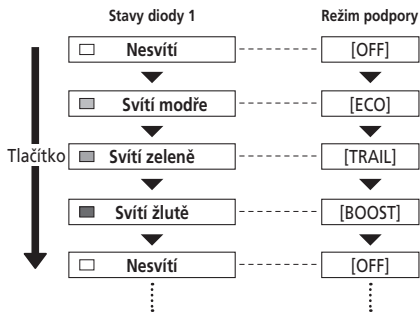 Stavy diody 1 Režim podpory
Nesvítí [OFF]
Svítí modře [ECO]
Tlačítko Svítí zeleně [TRAIL]
Svítí žlutě [BOOST]
Nesvítí [OFF]